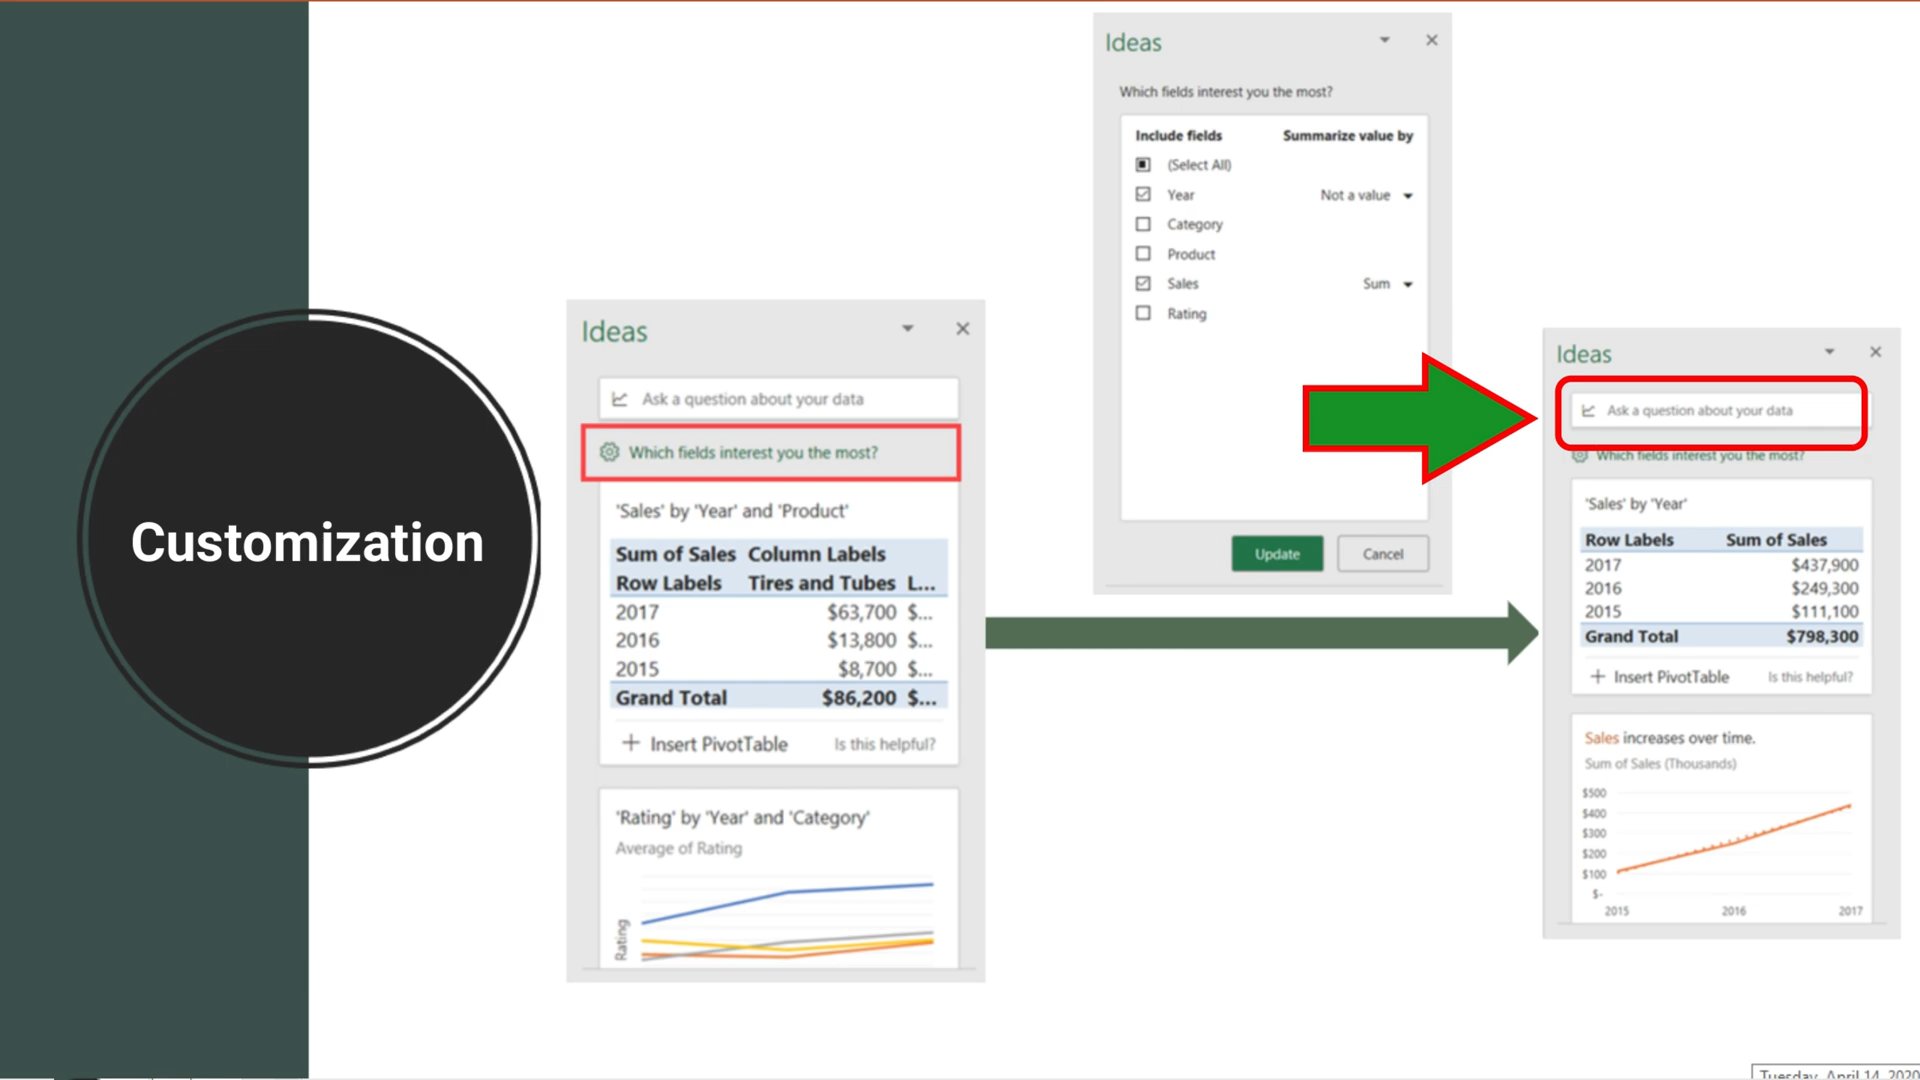 Customization
Ideas
Ask a question about your data
Which fields interest you the most?
'Sales' by 'Year' and 'Product'
Sum of Sales Column Labels
Row Labels Tires and Tubes L...
2017 $63,700 $...
2016 $13,800 $...
2015 $8,700 $...
Grand Total $86,200 $...
Insert PivotTable Is this helpful?
'Rating' by 'Year' and 'Category'
Average of Rating
Rating
Ideas
Which fields interest you the most?
Include fields Summarize value by
(Select All)
Year Not a value
Category
Product
Sales Sum
Rating
Update Cancel
Ideas
Ask a question about your data
Which fields interest you the most?
'Sales' by 'Year'
Row Labels Sum of Sales
2017 $437,900
2016 $249,300
2015 $111,100
Grand Total $798,300
Insert PivotTable Is this helpful?
Sales increases over time.
Sum of Sales (Thousands)
$500
$400
$300
$200
$100
$-
2015 2016 2017
Tuesday, April 14, 2020